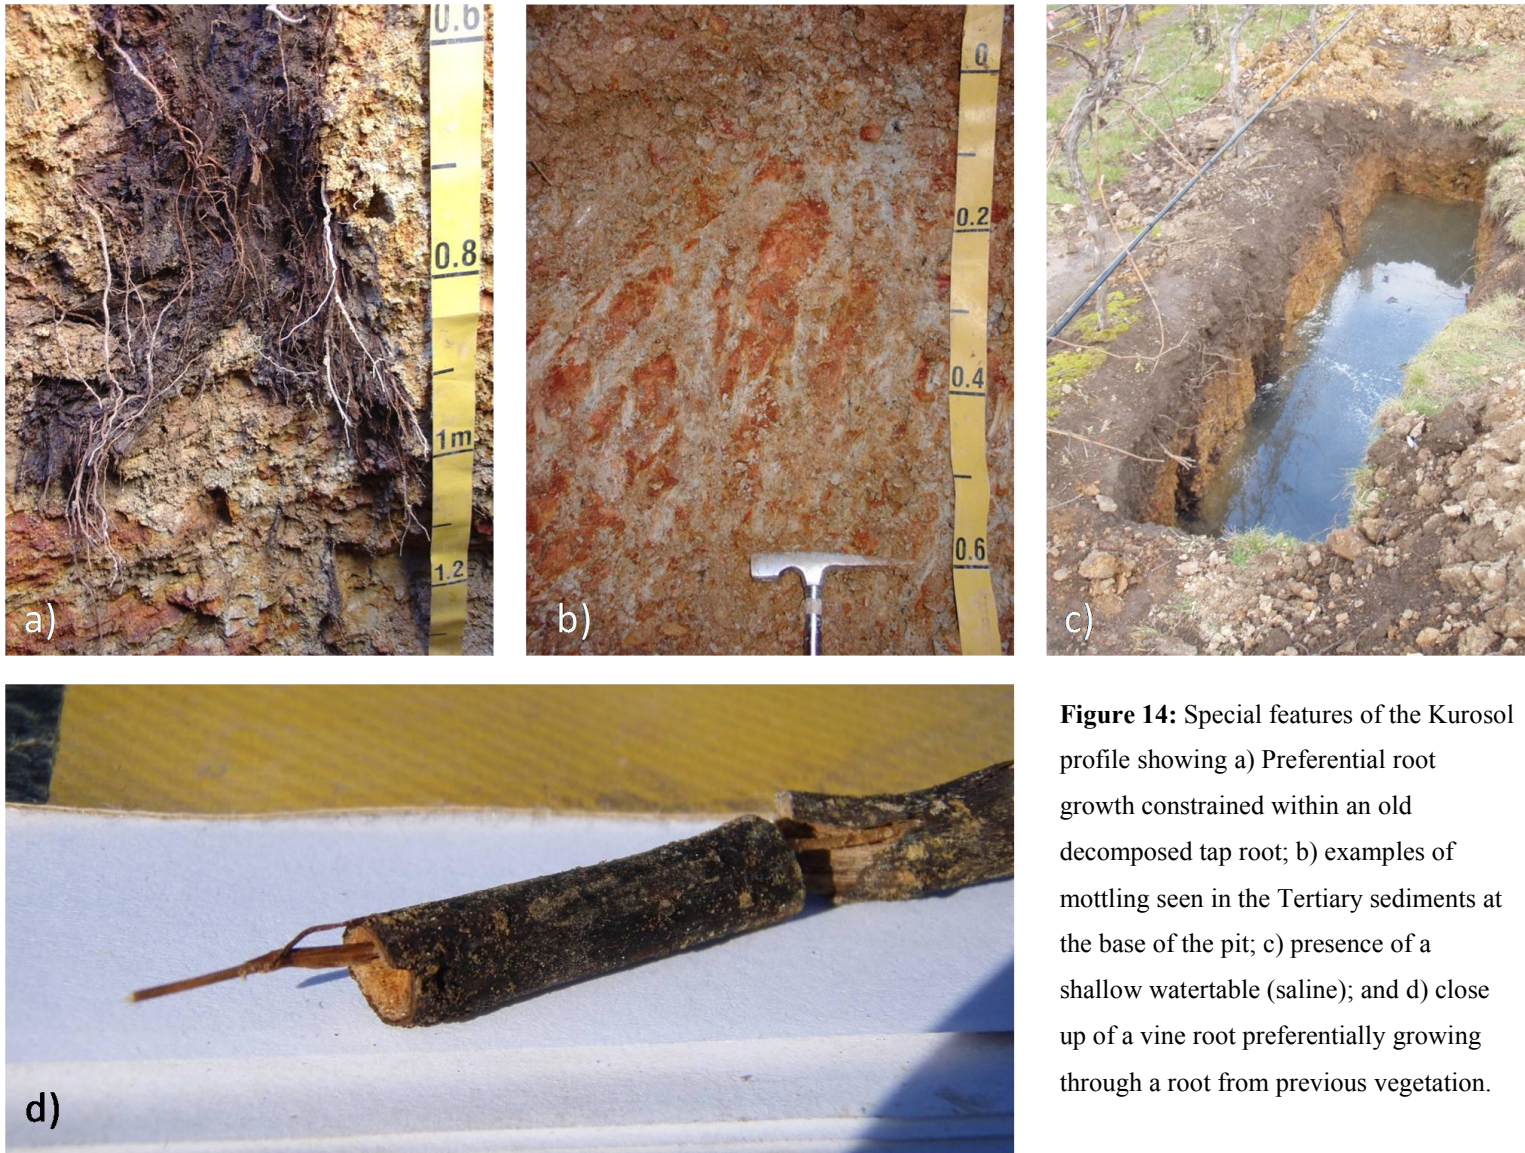 0.6
0.8
1m
1.2
a)
0
0.2
0.4
0.6
b)
c)
d)
Figure 14: Special features of the Kurosol
profile showing a) Preferential root
growth constrained within an old
decomposed tap root; b) examples of
mottling seen in the Tertiary sediments at
the base of the pit; c) presence of a
shallow watertable (saline); and d) close
up of a vine root preferentially growing
through a root from previous vegetation.